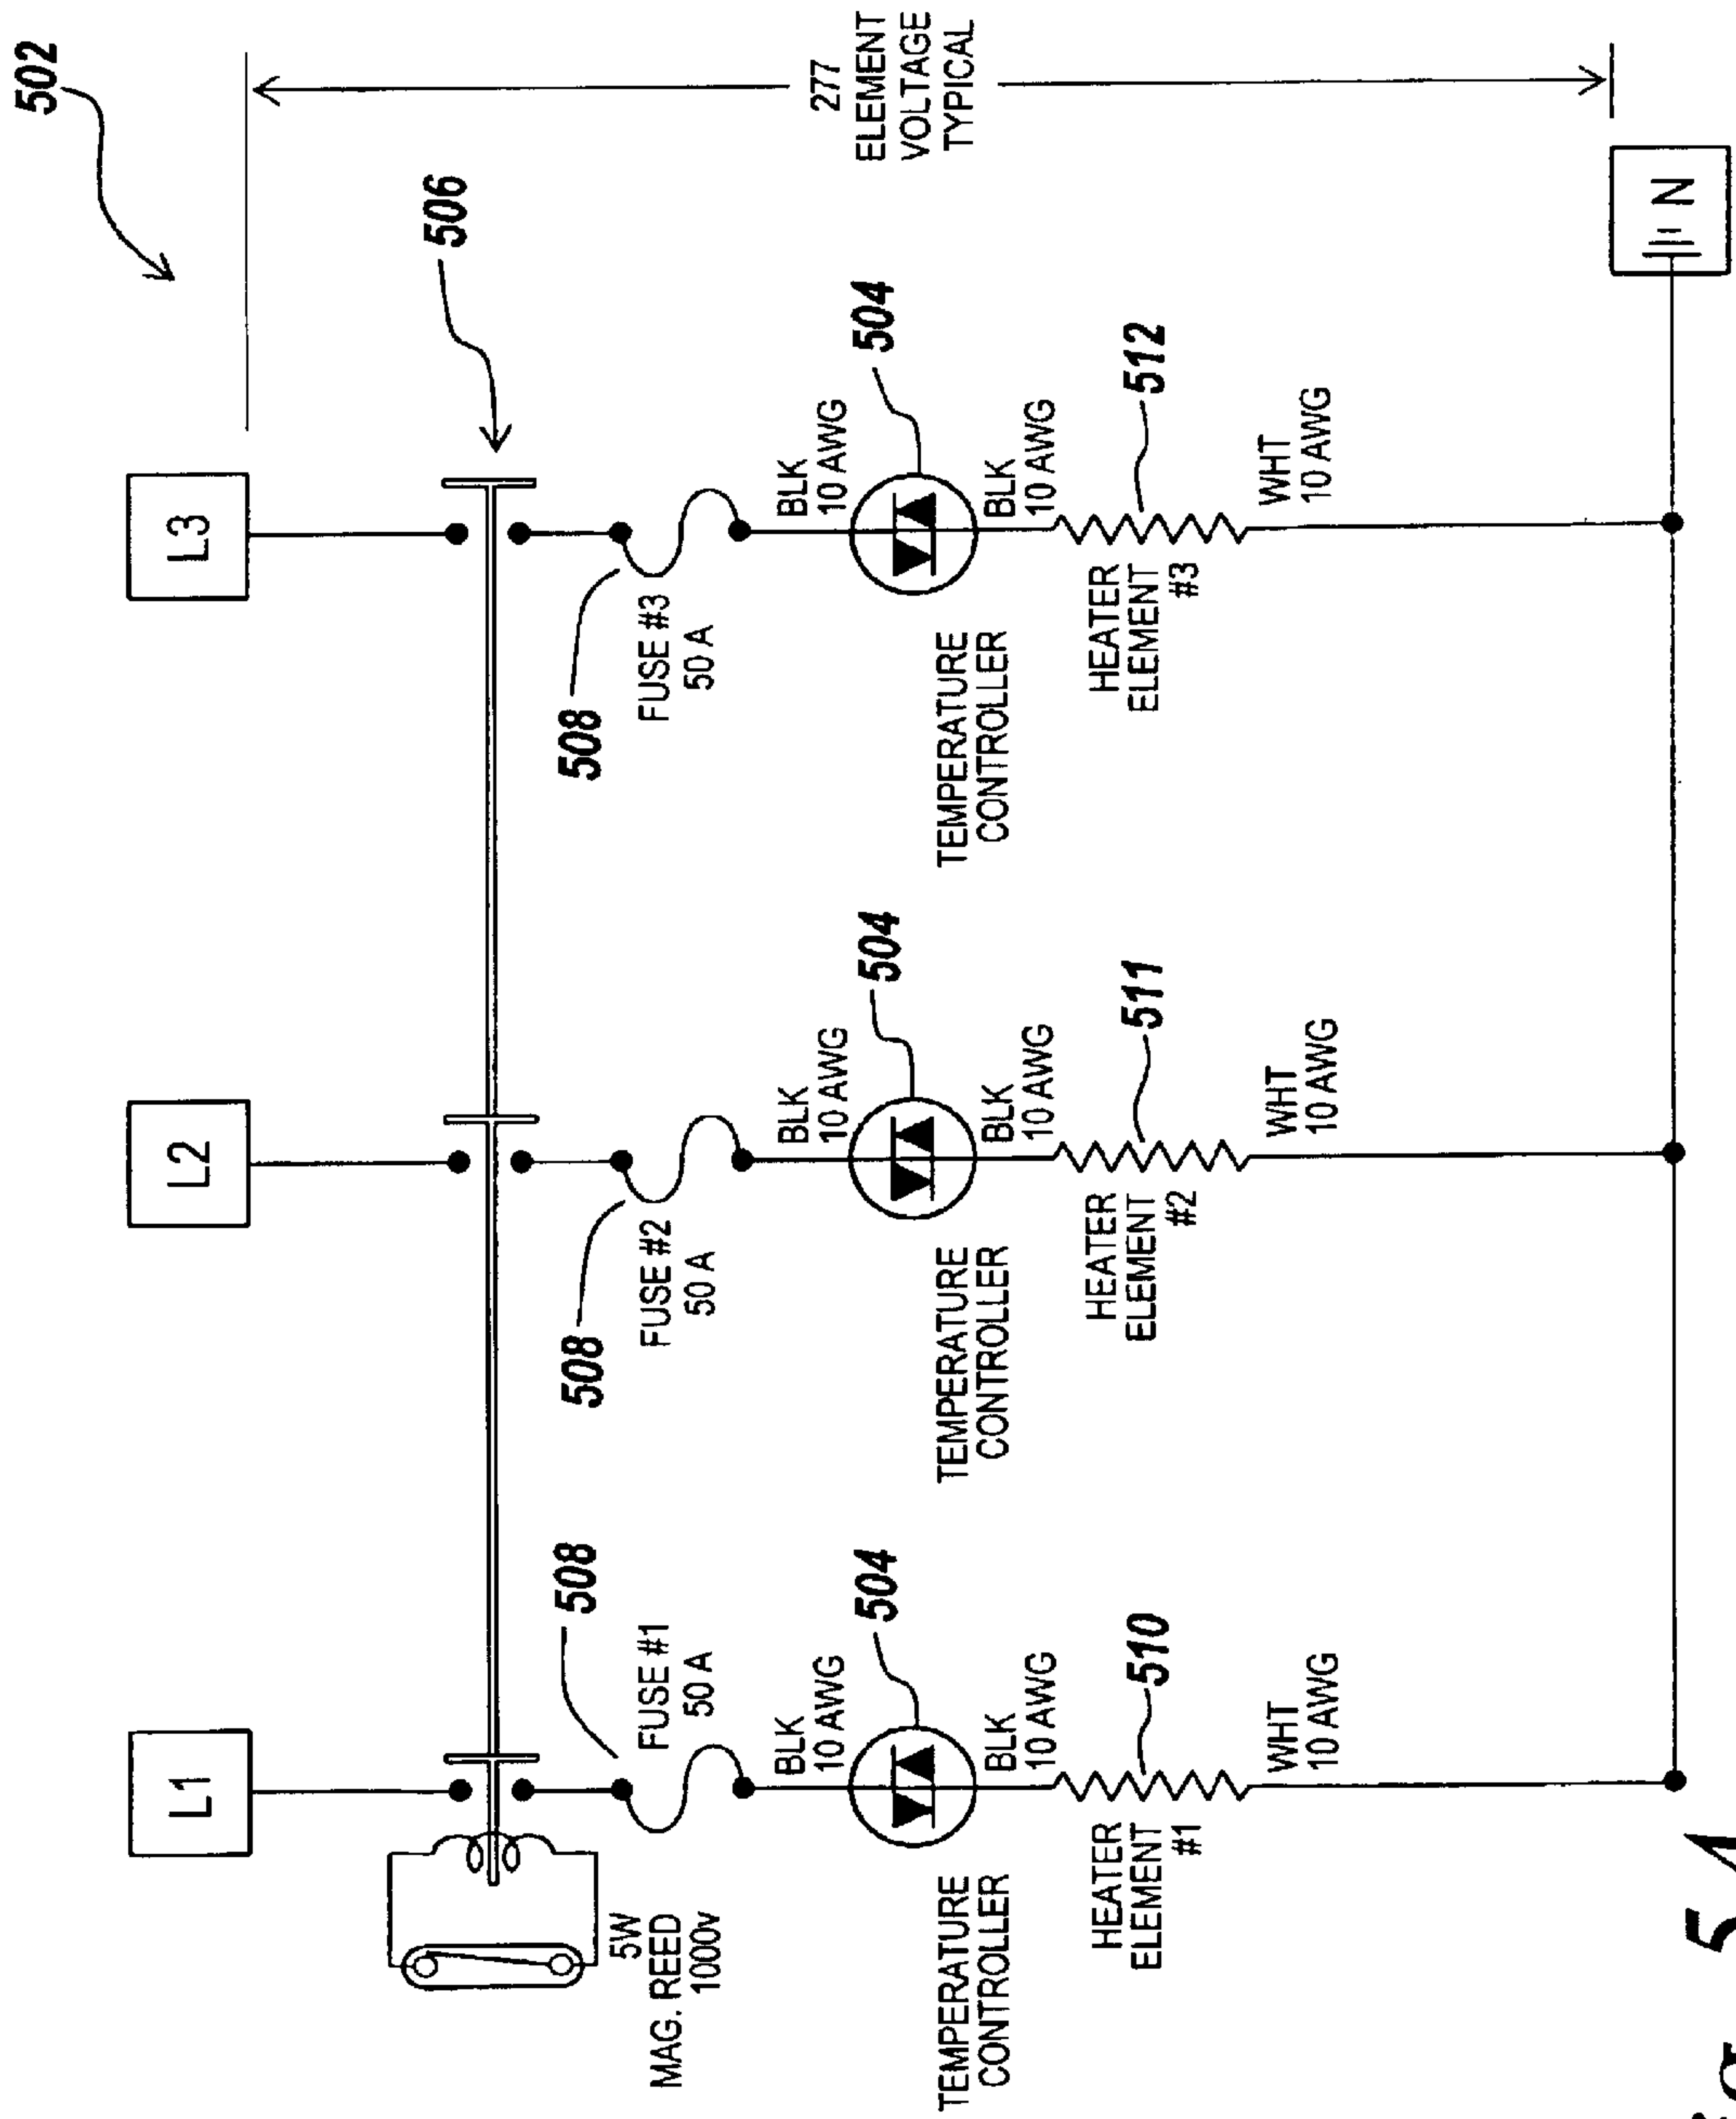 502
L1
L2
L3
506
277
ELEMENT
VOLTAGE
TYPICAL
5W
MAG. REED
1000v
508
FUSE #1
50 A
508
FUSE #2
50 A
508
FUSE #3
50 A
BLK
10 AWG
504
BLK
10 AWG
504
BLK
10 AWG
504
TEMPERATURE
CONTROLLER
TEMPERATURE
CONTROLLER
TEMPERATURE
CONTROLLER
BLK
10 AWG
BLK
10 AWG
BLK
10 AWG
HEATER
ELEMENT
#1
510
HEATER
ELEMENT
#2
511
HEATER
ELEMENT
#3
512
WHT
10 AWG
WHT
10 AWG
WHT
10 AWG
N